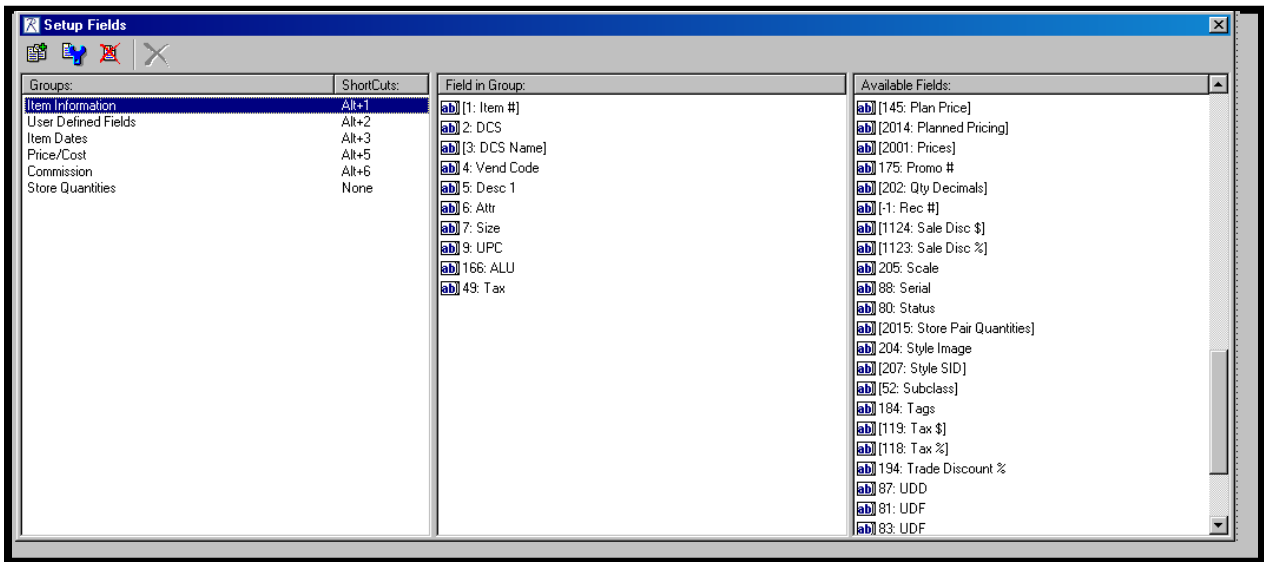 Setup Fields
Groups: ShortCuts:
Item Information Alt+1
User Defined Fields Alt+2
Item Dates Alt+3
Price/Cost Alt+5
Commission Alt+6
Store Quantities None
Field in Group:
[1: Item #]
2: DCS
[3: DCS Name]
4: Vend Code
5: Desc 1
6: Attr
7: Size
9: UPC
166: ALU
49: Tax
Available Fields:
[145: Plan Price]
[2014: Planned Pricing]
[2001: Prices]
175: Promo #
[202: Qty Decimals]
[-1: Rec #]
[1124: Sale Disc $]
[1123: Sale Disc %]
205: Scale
88: Serial
80: Status
[2015: Store Pair Quantities]
204: Style Image
[207: Style SID]
[52: Subclass]
184: Tags
[119: Tax $]
[118: Tax %]
194: Trade Discount %
87: UDD
81: UDF
83: UDF